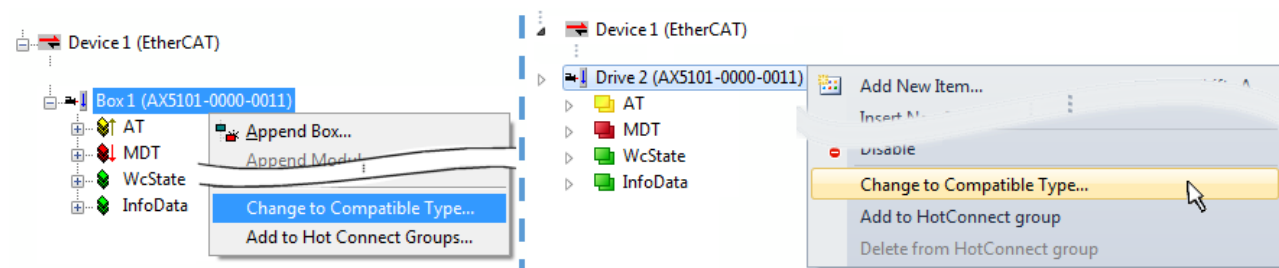 Device 1 (EtherCAT)
Box 1 (AX5101-0000-0011)
AT
MDT
WcState
InfoData
Append Box...
Append Modul
Change to Compatible Type...
Add to Hot Connect Groups...
Device 1 (EtherCAT)
Drive 2 (AX5101-0000-0011)
AT
MDT
WcState
InfoData
Add New Item...
Insert
Disable
Change to Compatible Type...
Add to HotConnect group
Delete from HotConnect group